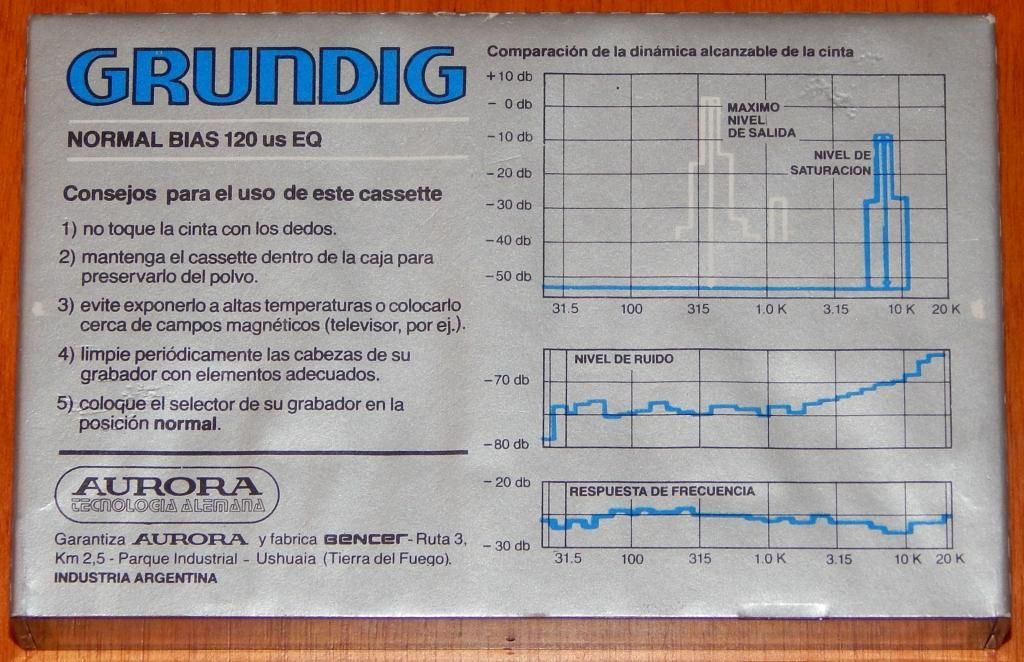 GRUNDIG
NORMAL BIAS 120 us EQ
Consejos para el uso de este cassette
1) no toque la cinta con los dedos.
2) mantenga el cassette dentro de la caja para
preservarlo del polvo.
3) evite exponerlo a altas temperaturas o colocarlo
cerca de campos magnéticos (televisor, por ej.).
4) limpie periódicamente las cabezas de su
grabador con elementos adecuados.
5) coloque el selector de su grabador en la
posición normal.
AURORA
TECNOLOGIA ALEMANA
Garantiza AURORA y fabrica BENCER - Ruta 3,
Km 2,5 - Parque Industrial - Ushuaia (Tierra del Fuego).
INDUSTRIA ARGENTINA
Comparación de la dinámica alcanzable de la cinta
+ 10 db
- 0 db
- 10 db
- 20 db
- 30 db
- 40 db
- 50 db
MAXIMO
NIVEL
DE SALIDA
NIVEL DE
SATURACION
31.5 100 315 1.0 K 3.15 10 K 20 K
NIVEL DE RUIDO
- 70 db
- 80 db
- 20 db
RESPUESTA DE FRECUENCIA
- 30 db
31.5 100 315 1.0 K 3.15 10 K 20 K